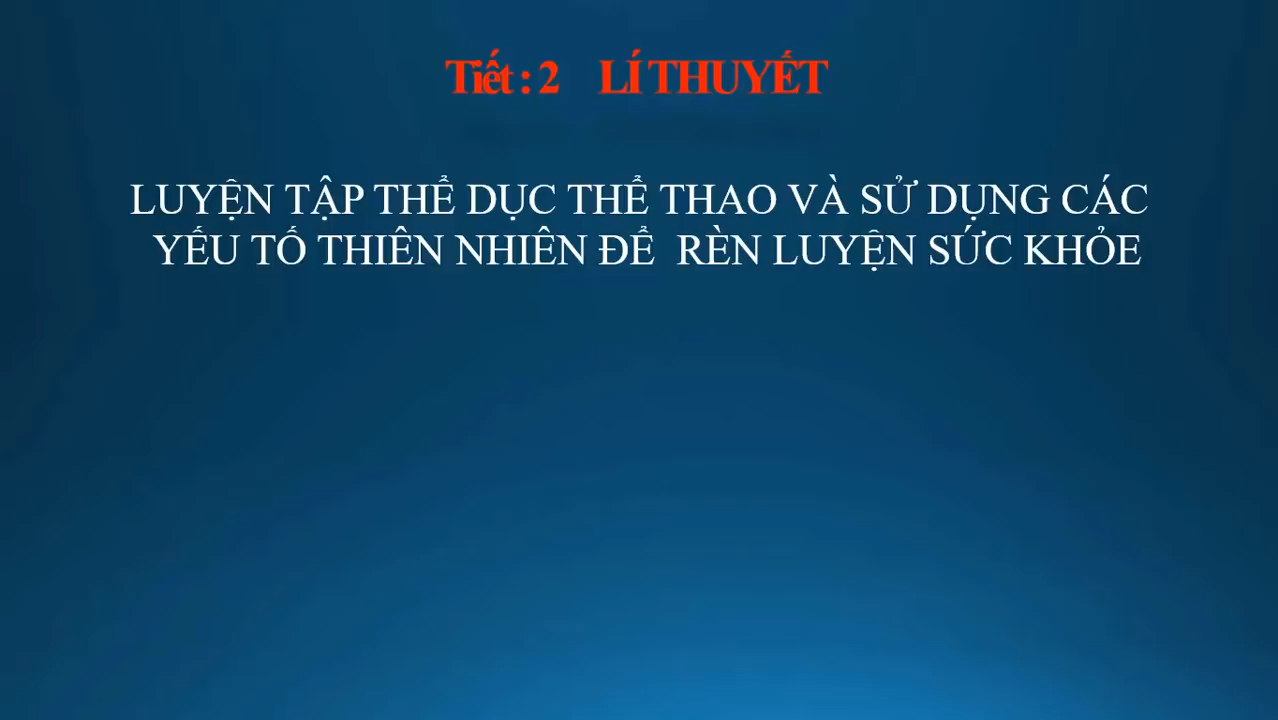 Tiết : 2 LÍ THUYẾT
LUYỆN TẬP THỂ DỤC THỂ THAO VÀ SỬ DỤNG CÁC
YẾU TỐ THIÊN NHIÊN ĐỂ RÈN LUYỆN SỨC KHỎE